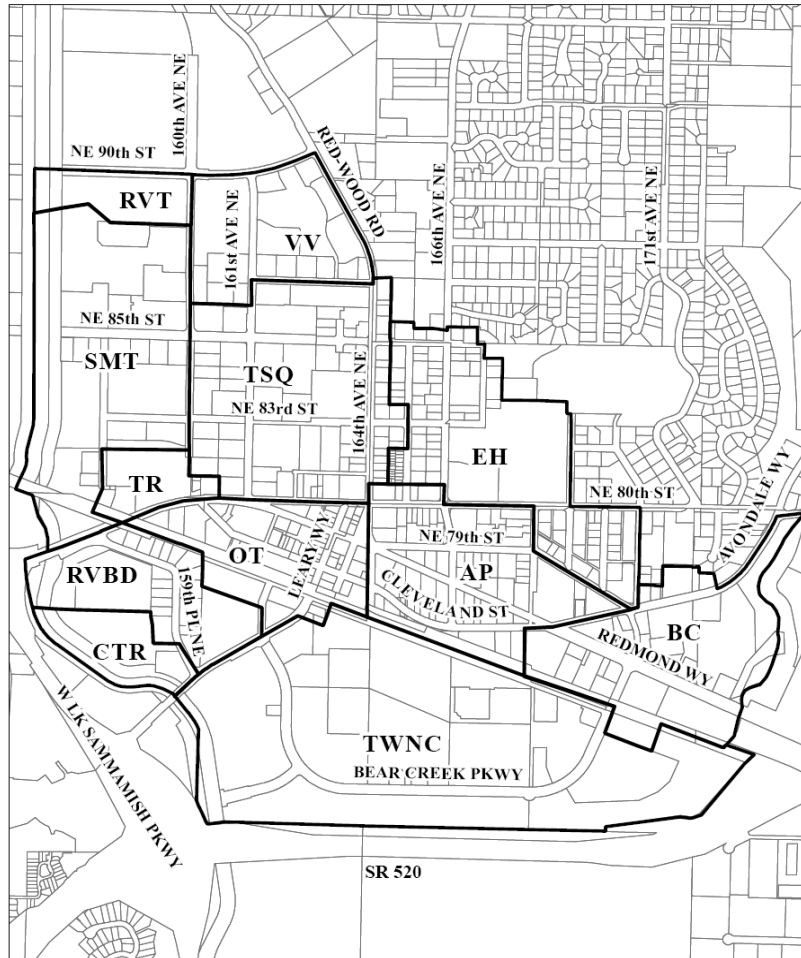 160th AVE NE
NE 90th ST
RED-WOOD RD
RVT
166th AVE NE
171st AVE NE
161st AVE NE
VV
NE 85th ST
SMT
TSQ
164th AVE NE
NE 83rd ST
EH
TR
NE 80th ST
AVONDALE WY
NE 79th ST
OT
LEARY WY
RVBD
159th PL NE
AP
CLEVELAND ST
BC
REDMOND WY
CTR
W LK SAMMAMISH PKWY
TWNC
BEAR CREEK PKWY
SR 520